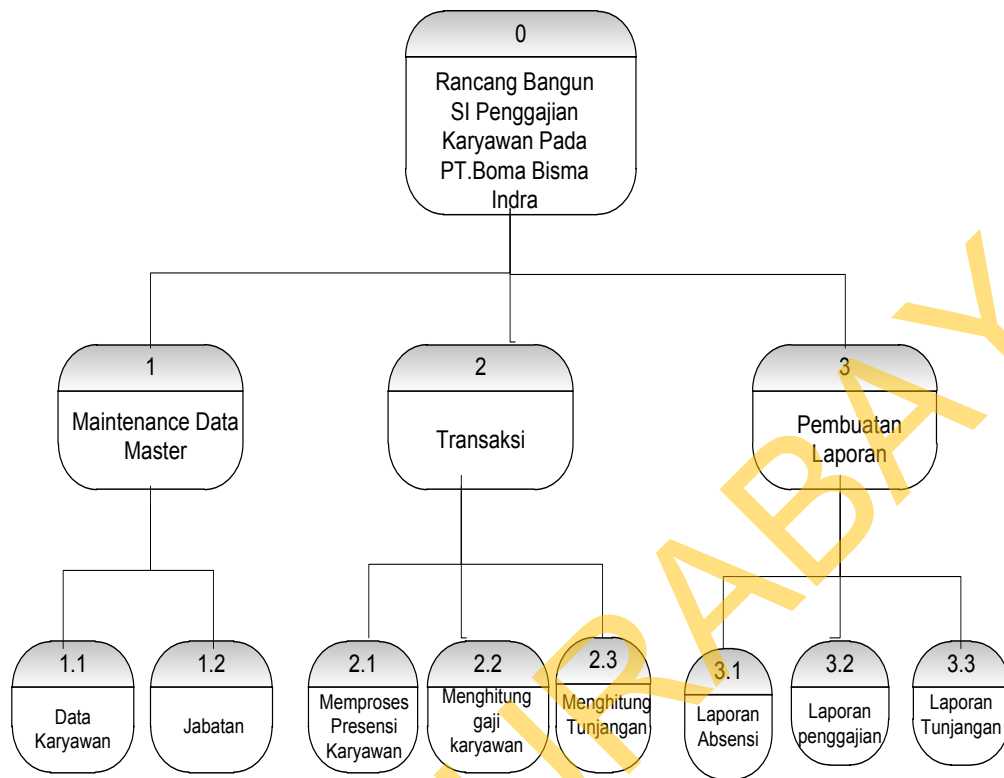 0
Rancang Bangun
SI Penggajian
Karyawan Pada
PT.Boma Bisma
Indra
1
Maintenance Data
Master
2
Transaksi
3
Pembuatan
Laporan
1.1
Data
Karyawan
1.2
Jabatan
2.1
Memproses
Presensi
Karyawan
2.2
Menghitung
gaji
karyawan
2.3
Menghitung
Tunjangan
3.1
Laporan
Absensi
3.2
Laporan
penggajian
3.3
Laporan
Tunjangan